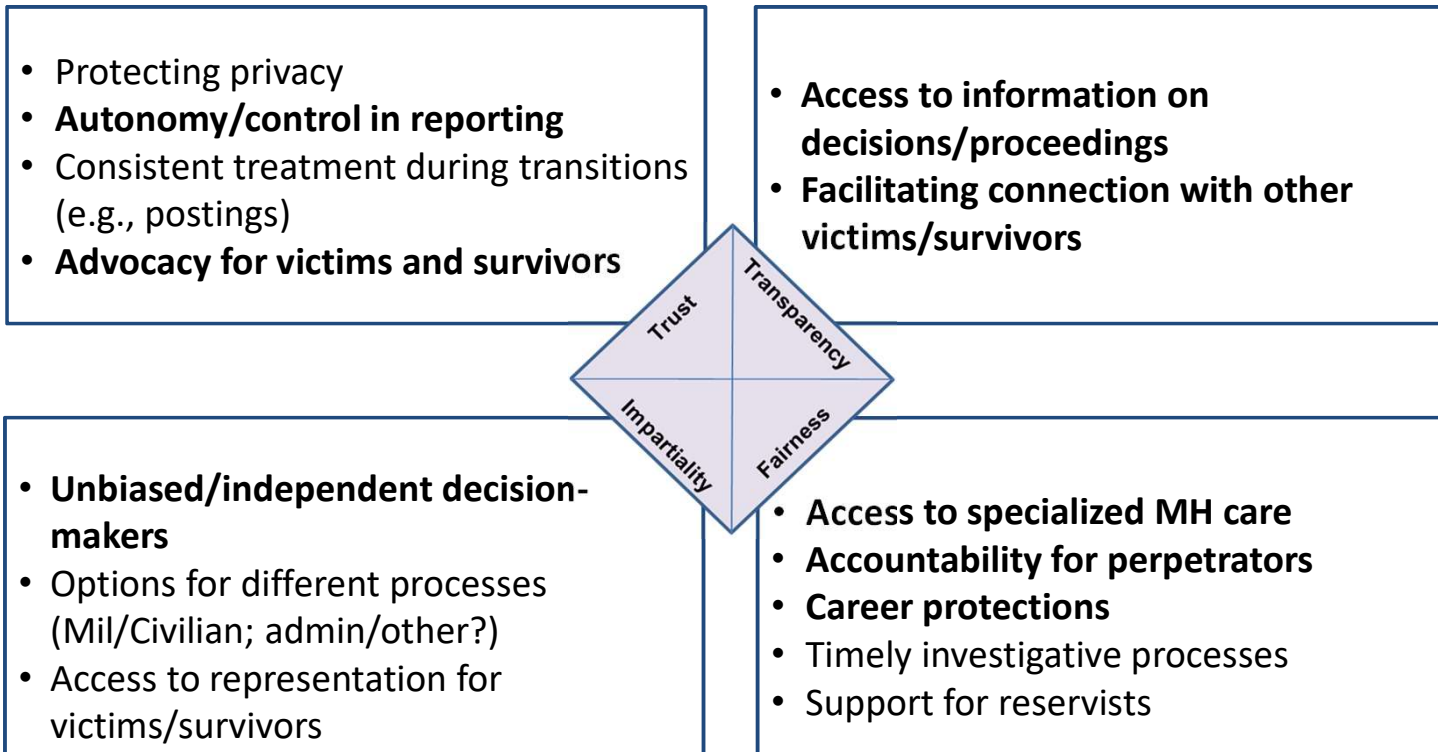 • Protecting privacy
• Autonomy/control in reporting
• Consistent treatment during transitions
(e.g., postings)
• Advocacy for victims and survivors
• Access to information on
decisions/proceedings
• Facilitating connection with other
victims/survivors
Trust
Transparency
Impartiality
Fairness
• Unbiased/independent decision-
makers
• Options for different processes
(Mil/Civilian; admin/other?)
• Access to representation for
victims/survivors
• Access to specialized MH care
• Accountability for perpetrators
• Career protections
• Timely investigative processes
• Support for reservists